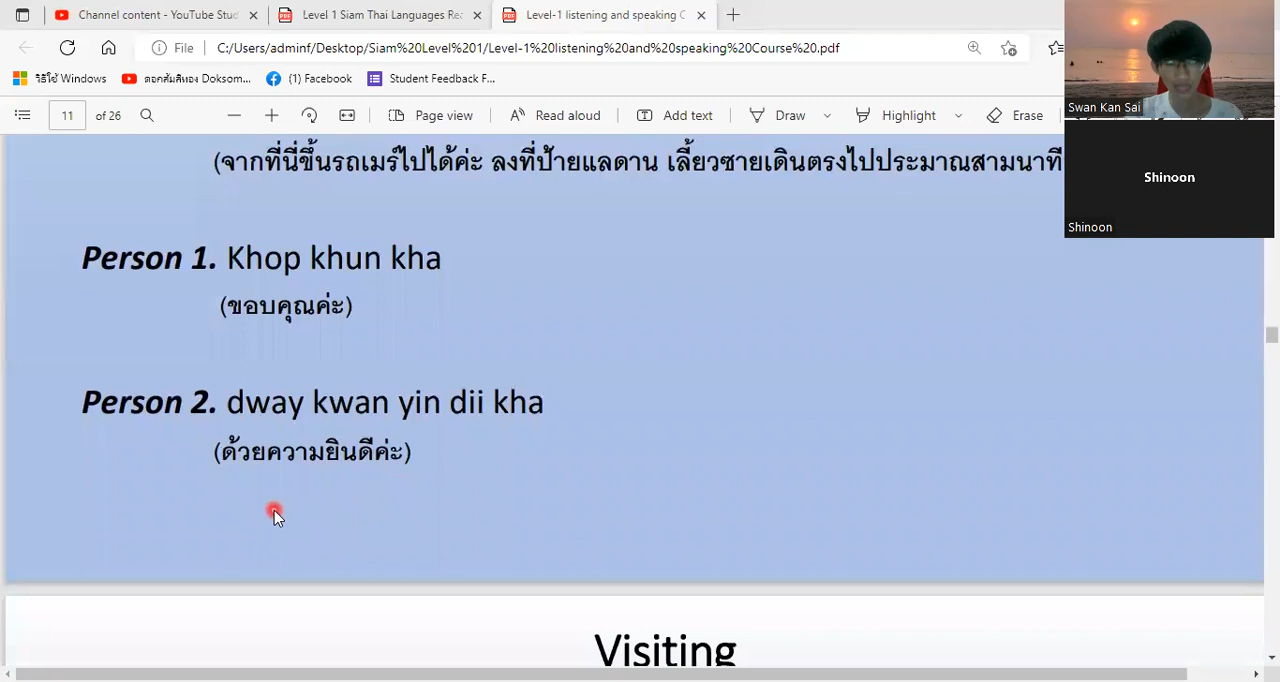 Channel content - YouTube Stud
Level 1 Siam Thai Languages Rea
Level-1 listening and speaking C
File
C:/Users/adminf/Desktop/Siam%20Level%201/Level-1%20listening%20and%20speaking%20Course%20.pdf
วิธีใช้ Windows
ดอกส้มสีทอง Doksom...
(1) Facebook
Student Feedback F...
Swan Kan Sai
11 of 26
Page view
Read aloud
Add text
Draw
Highlight
Erase
(จากที่นี่ขึ้นรถเมร์ไปได้ค่ะ ลงที่ป้ายแลดาน เลี้ยวซายเดินตรงไปประมาณสามนาที
Shinoon
Shinoon
Person 1. Khop khun kha
(ขอบคุณค่ะ)
Person 2. dway kwan yin dii kha
(ด้วยความยินดีค่ะ)
Visiting